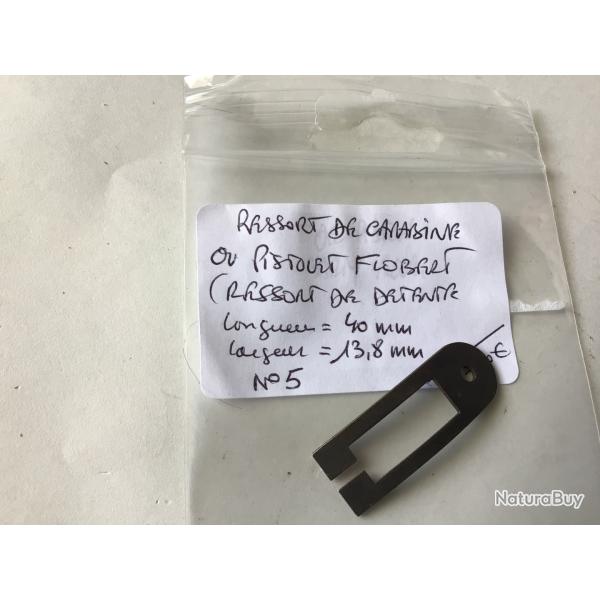 RESSORT DE CARABINE
OU PISTOLET FLOBERT
(RESSORT DE DETENTE
Longueur = 40 mm
largeur = 13,8 mm
€
N° 5
NaturaBuy